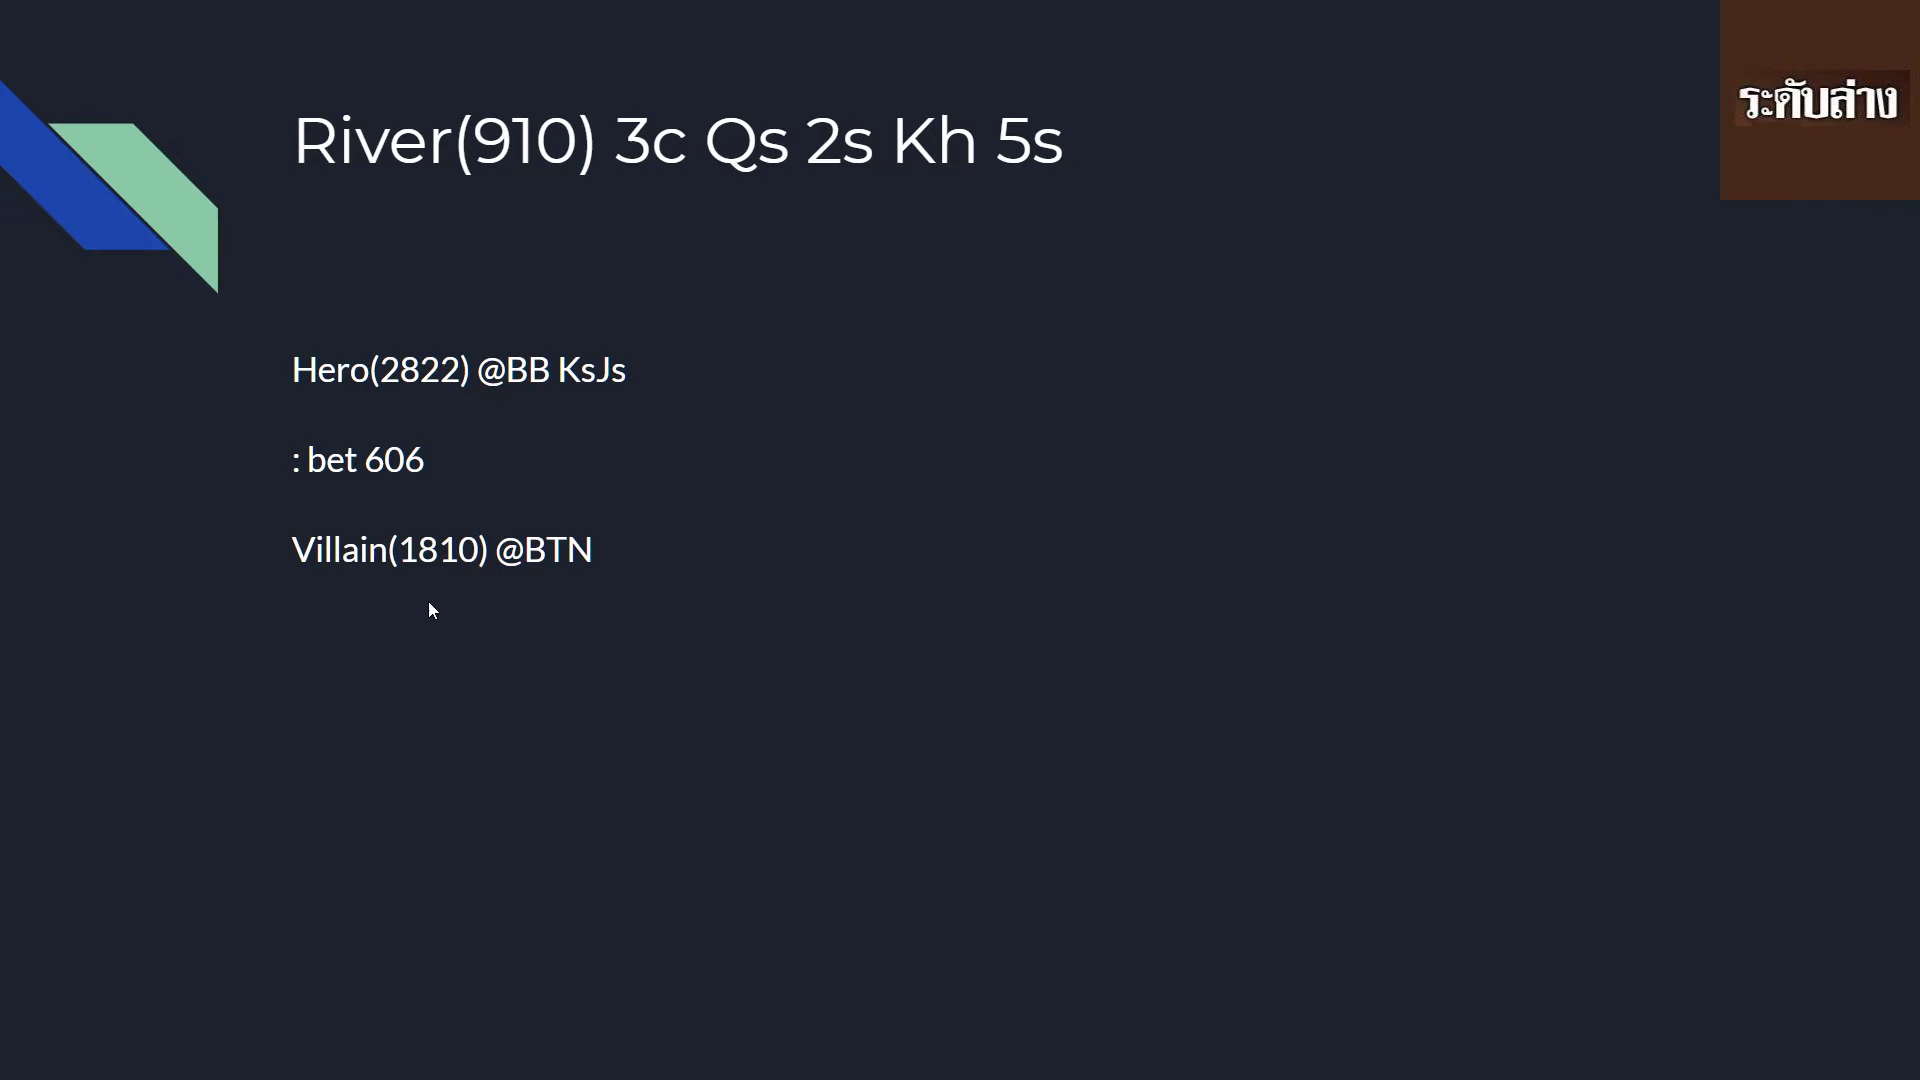 ระดับล่าง
River(910) 3c Qs 2s Kh 5s
Hero(2822) @BB KsJs
: bet 606
Villain(1810) @BTN